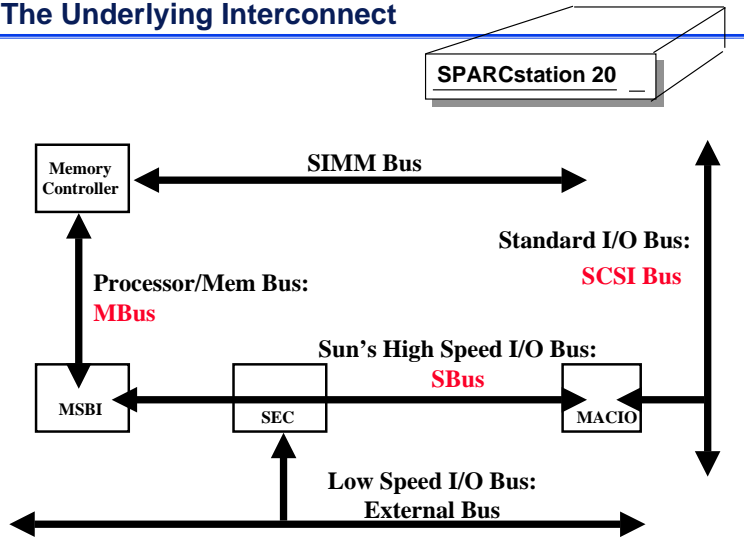 The Underlying Interconnect
SPARCstation 20
Memory
Controller
SIMM Bus
Standard I/O Bus:
SCSI Bus
Processor/Mem Bus:
MBus
Sun's High Speed I/O Bus:
SBus
MSBI
SEC
MACIO
Low Speed I/O Bus:
External Bus